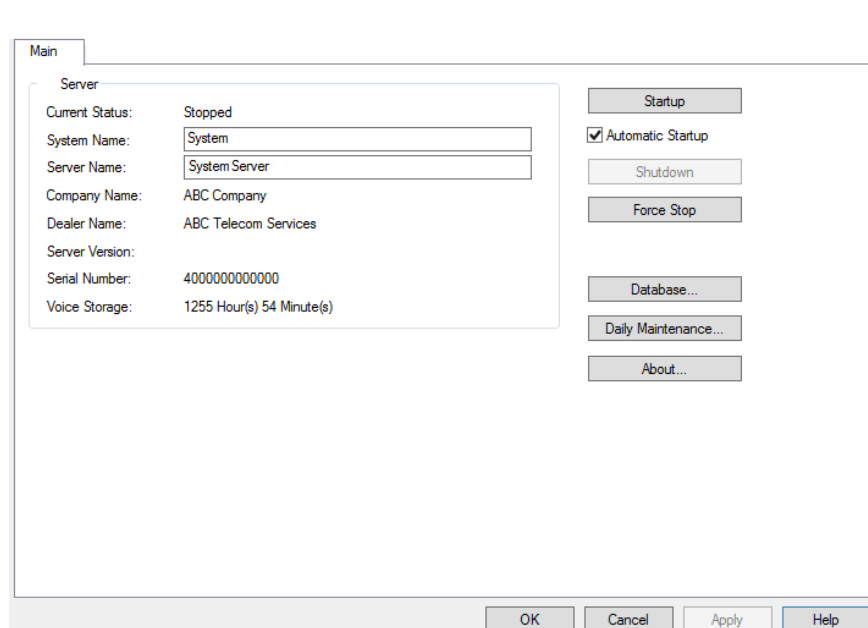 Main
Server
Current Status: Stopped
System Name: System
Server Name: System Server
Company Name: ABC Company
Dealer Name: ABC Telecom Services
Server Version:
Serial Number: 4000000000000
Voice Storage: 1255 Hour(s) 54 Minute(s)
Startup
Automatic Startup
Shutdown
Force Stop
Database...
Daily Maintenance...
About...
OK Cancel Apply Help